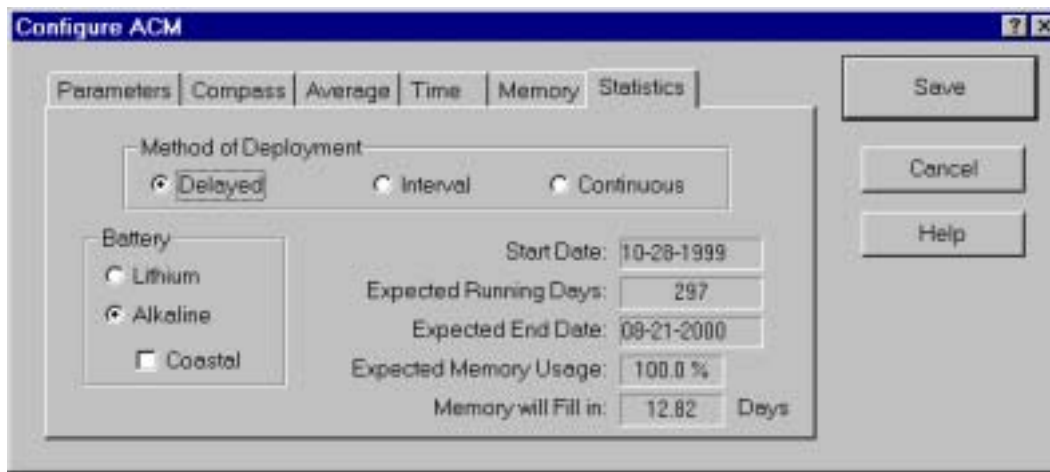 Configure ACM
Parameters Compass Average Time Memory Statistics
Save
Method of Deployment
Delayed Interval Continuous
Cancel
Battery
Start Date: 10-28-1999
Help
Lithium
Expected Running Days: 297
Alkaline
Expected End Date: 08-21-2000
Coastal
Expected Memory Usage: 100.0 %
Memory will Fill in: 12.82 Days